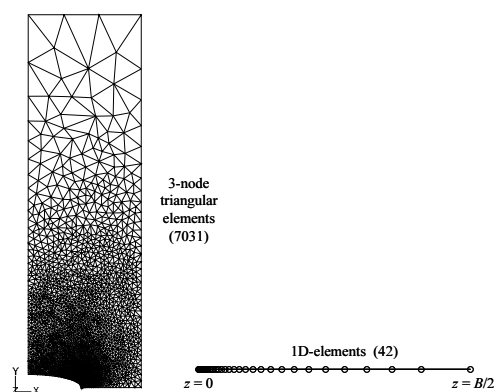 3-node
triangular
elements
(7031)
1D-elements (42)
Y
Z X
z = 0
z = B/2